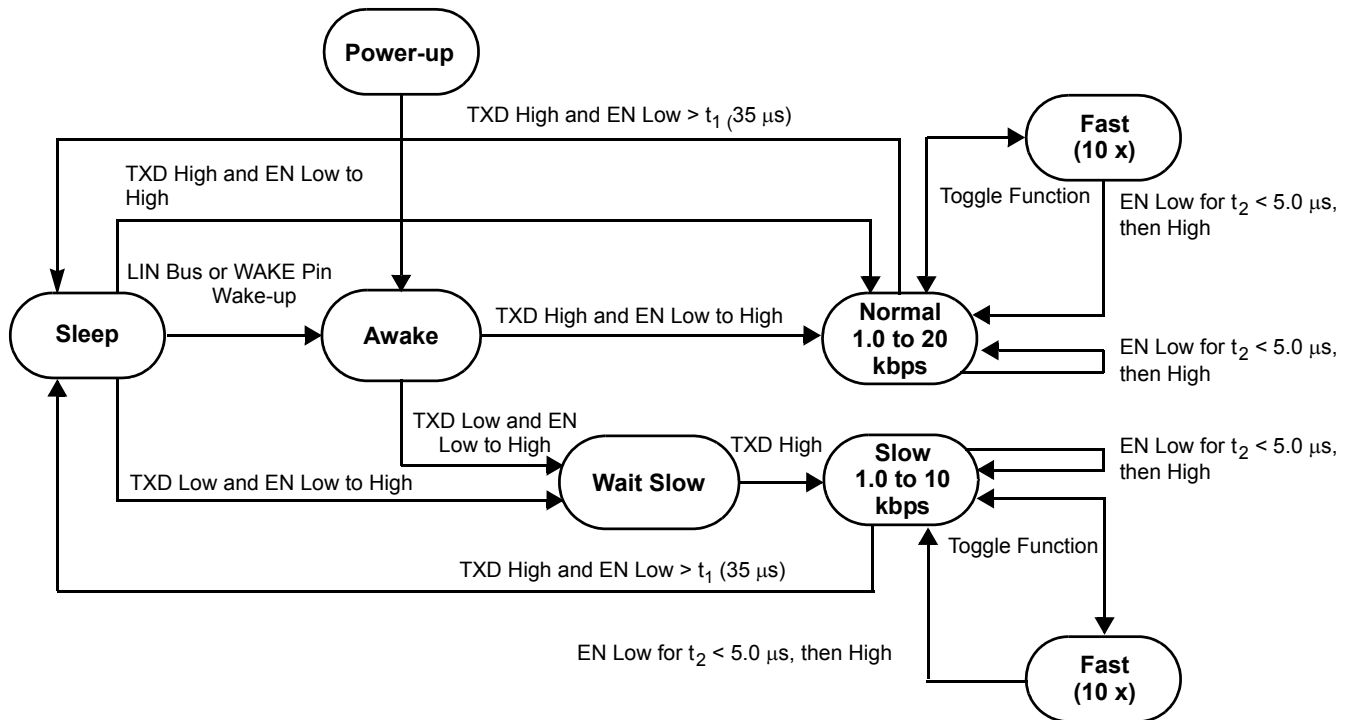 Power-up
TXD High and EN Low > t1 (35 μs)
Fast
(10 x)
TXD High and EN Low to
High
Toggle Function
EN Low for t2 < 5.0 μs,
then High
LIN Bus or WAKE Pin
Wake-up
Sleep
Awake
TXD High and EN Low to High
Normal
1.0 to 20
kbps
EN Low for t2 < 5.0 μs,
then High
TXD Low and EN
Low to High
TXD High
Slow
1.0 to 10
kbps
EN Low for t2 < 5.0 μs,
then High
TXD Low and EN Low to High
Wait Slow
Toggle Function
TXD High and EN Low > t1 (35 μs)
EN Low for t2 < 5.0 μs, then High
Fast
(10 x)